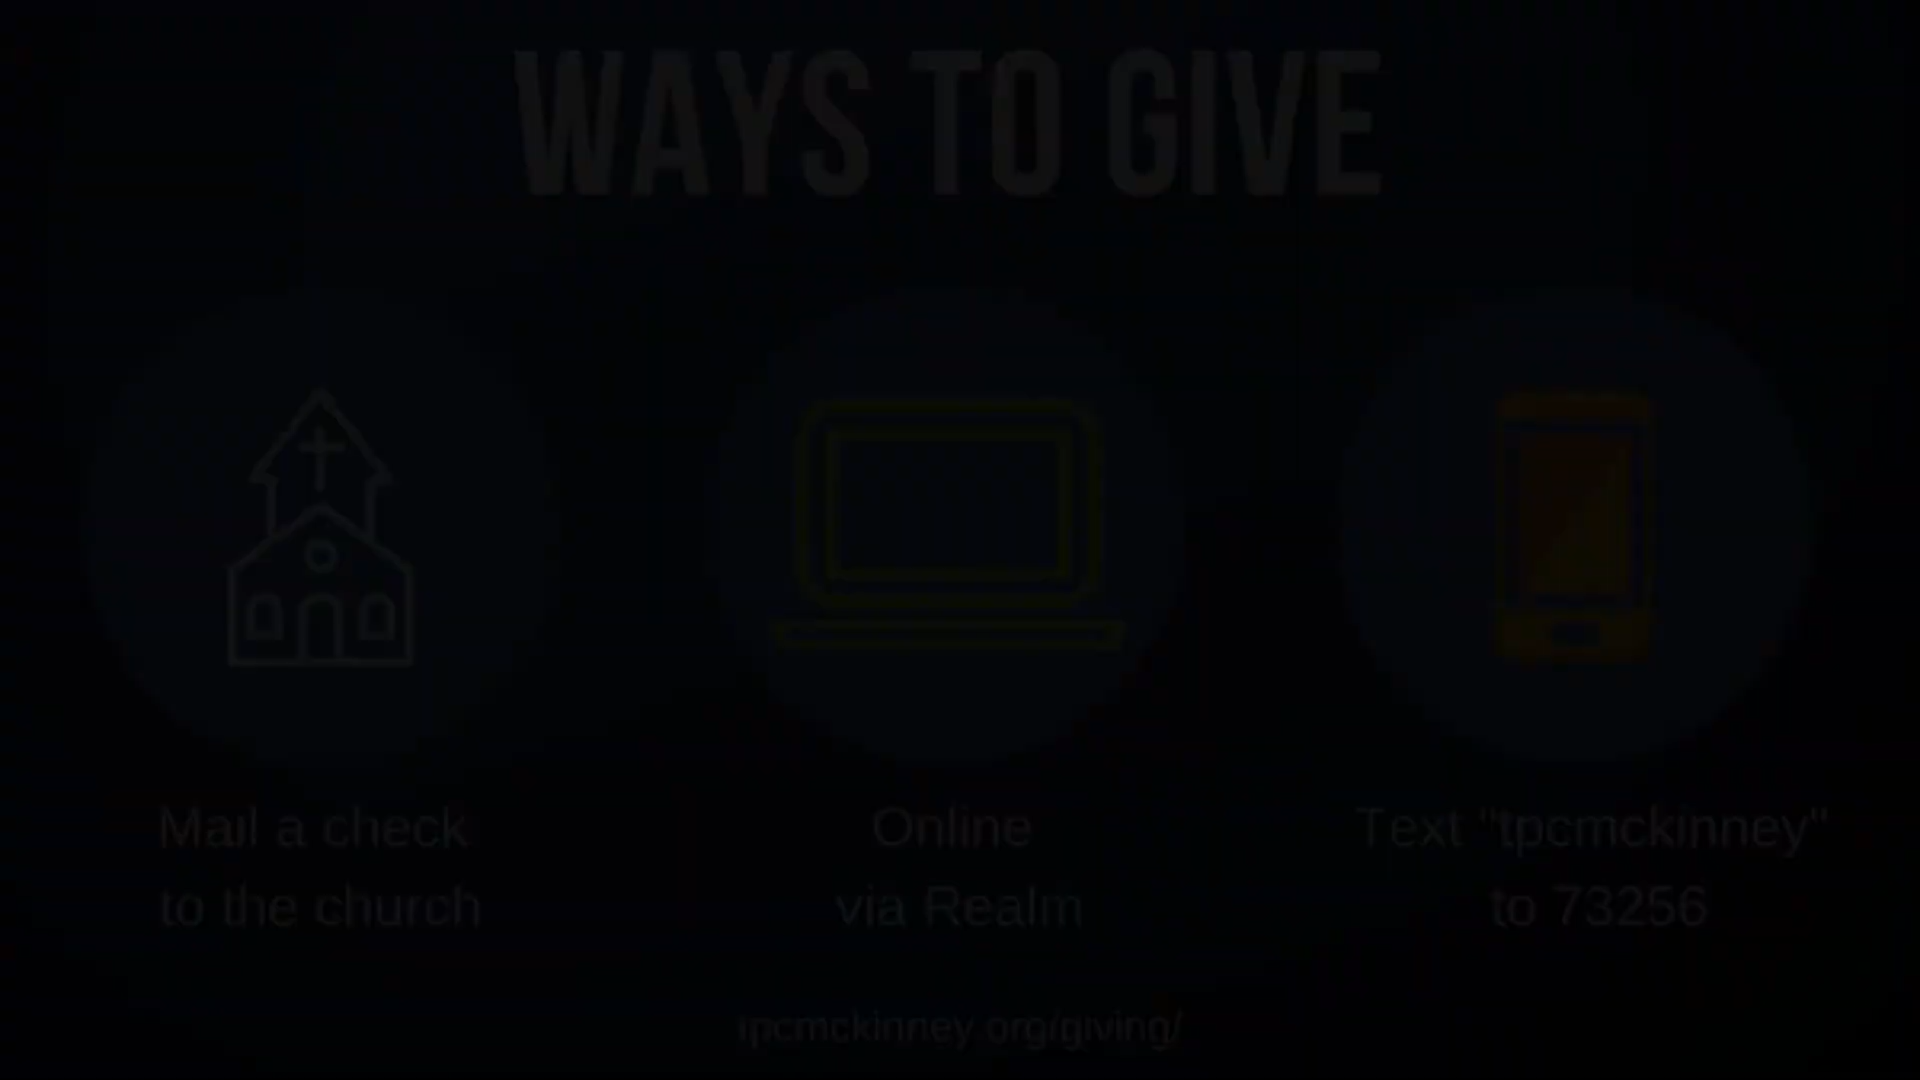 WAYS TO GIVE
Mail a check
to the church
Online
via Realm
Text "tpcmckinney"
to 73256
tpcmckinney.org/giving/